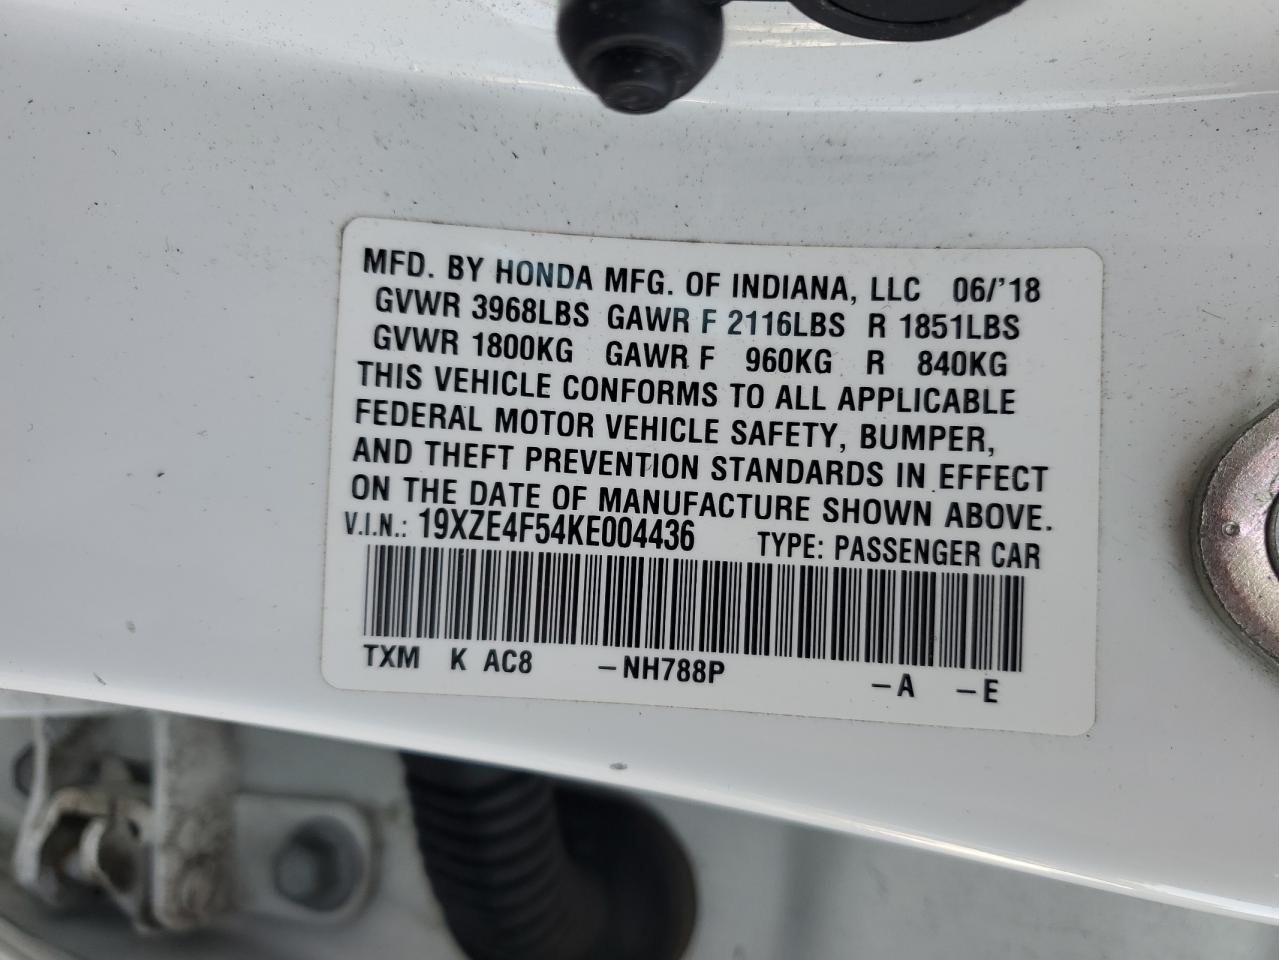 MFD. BY HONDA MFG. OF INDIANA, LLC 06/'18
GVWR 3968LBS GAWR F 2116LBS R 1851LBS
GVWR 1800KG GAWR F 960KG R 840KG
THIS VEHICLE CONFORMS TO ALL APPLICABLE
FEDERAL MOTOR VEHICLE SAFETY, BUMPER,
AND THEFT PREVENTION STANDARDS IN EFFECT
ON THE DATE OF MANUFACTURE SHOWN ABOVE.
V.I.N.: 19XZE4F54KE004436 TYPE: PASSENGER CAR
TXM K AC8 –NH788P –A –E